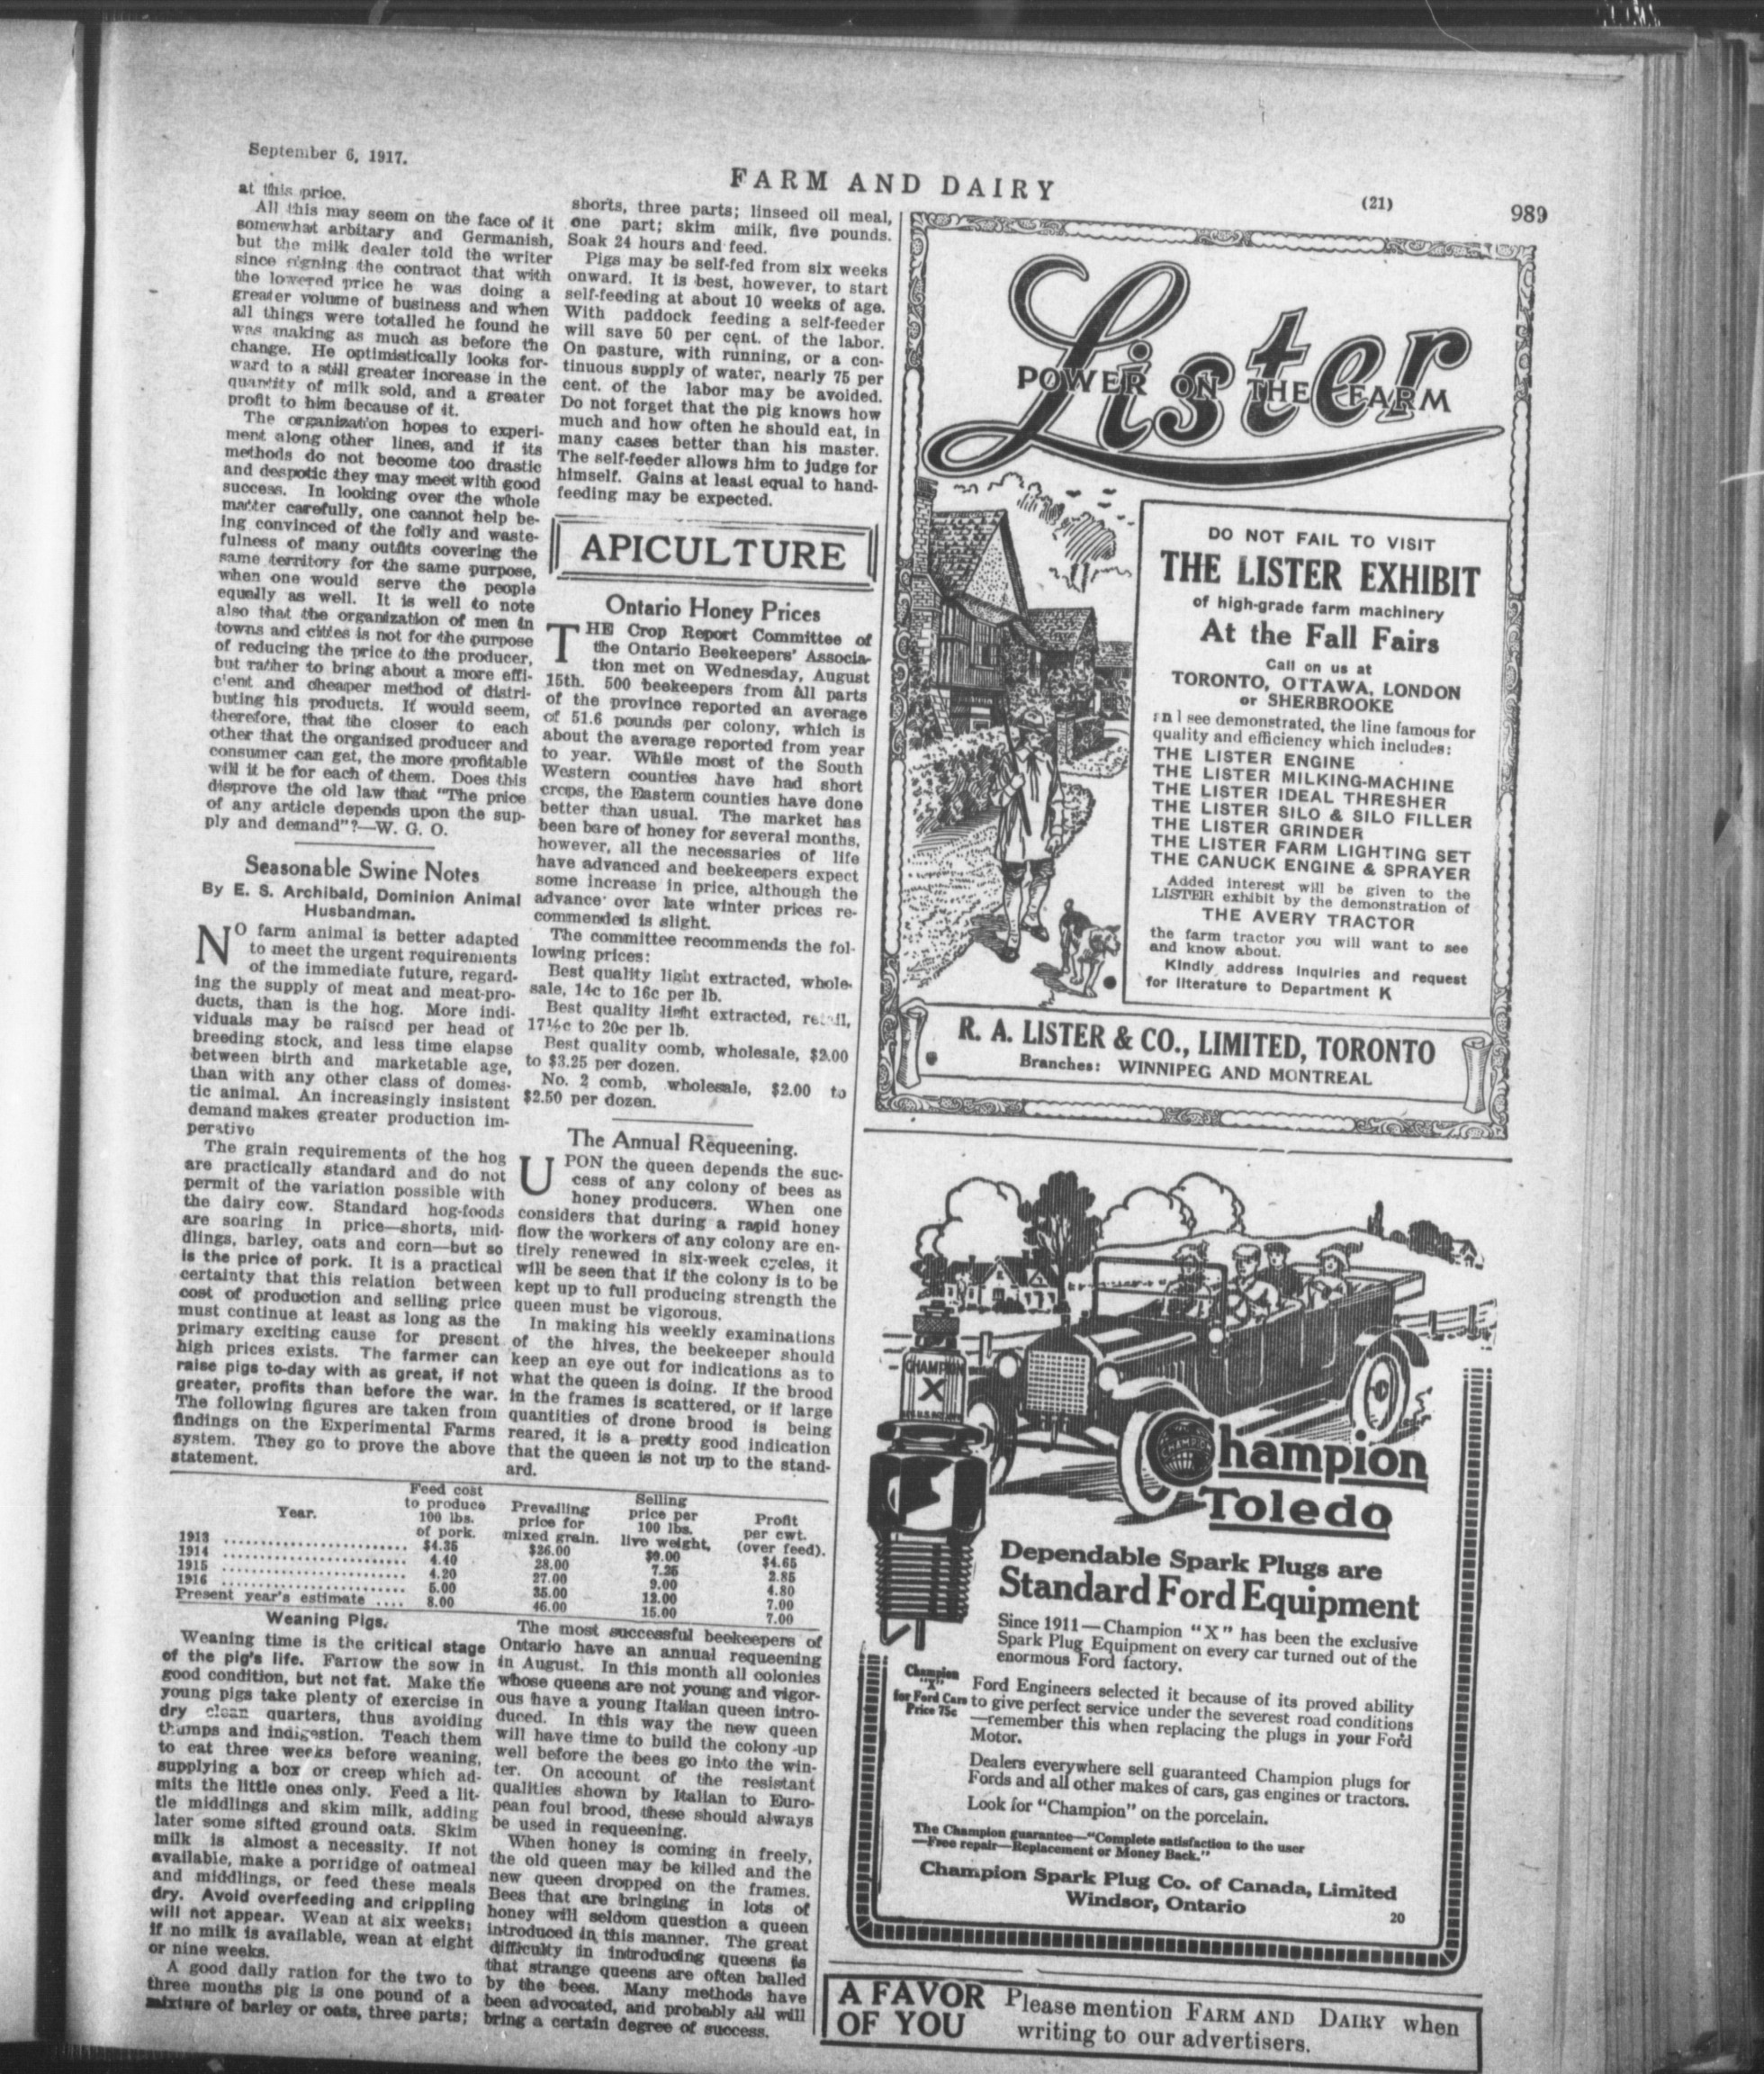 September 6, 1917.
FARM AND DAIRY
(21)
989
at this price.
All this may seem on the face of it
somewhat arbitary and Germanish,
but the milk dealer told the writer
since signing the contract that with
the lowered price he was doing a
greater volume of business and when
all things were totalled he found he
was making as much as before the
change. He optimistically looks for-
ward to a still greater increase in the
quantity of milk sold, and a greater
profit to him because of it.
The organization hopes to experi-
ment along other lines, and if its
methods do not become too drastic
and despotic they may meet with good
success. In looking over the whole
matter carefully, one cannot help be-
ing convinced of the folly and waste-
fulness of many outfits covering the
same territory for the same purpose,
when one would serve the people
equally as well. It is well to note
also that the organization of men in
towns and cities is not for the purpose
of reducing the price to the producer,
but rather to bring about a more effi-
cient and cheaper method of distri-
buting his products. It would seem,
therefore, that the closer to each
other that the organized producer and
consumer can get, the more profitable
will it be for each of them. Does this
disprove the old law that "The price
of any article depends upon the sup-
ply and demand"?—W. G. O.
Seasonable Swine Notes
By E. S. Archibald, Dominion Animal
Husbandman.
NO farm animal is better adapted
to meet the urgent requirements
of the immediate future, regard-
ing the supply of meat and meat-pro-
ducts, than is the hog. More indi-
viduals may be raised per head of
breeding stock, and less time elapse
between birth and marketable age,
than with any other class of domes-
tic animal. An increasingly insistent
demand makes greater production im-
perative
The grain requirements of the hog
are practically standard and do not
permit of the variation possible with
the dairy cow. Standard hog-foods
are soaring in price—shorts, mid-
dlings, barley, oats and corn—but so
is the price of pork. It is a practical
certainty that this relation between
cost of production and selling price
must continue at least as long as the
primary exciting cause for present
high prices exists. The farmer can
raise pigs to-day with as great, if not
greater, profits than before the war.
The following figures are taken from
findings on the Experimental Farms
system. They go to prove the above
statement.
shorts, three parts; linseed oil meal,
one part; skim milk, five pounds.
Soak 24 hours and feed.
Pigs may be self-fed from six weeks
onward. It is best, however, to start
self-feeding at about 10 weeks of age.
With paddock feeding a self-feeder
will save 50 per cent. of the labor.
On pasture, with running, or a con-
tinuous supply of water, nearly 75 per
cent. of the labor may be avoided.
Do not forget that the pig knows how
much and how often he should eat, in
many cases better than his master.
The self-feeder allows him to judge for
himself. Gains at least equal to hand-
feeding may be expected.
APICULTURE
Ontario Honey Prices
THE Crop Report Committee of
the Ontario Beekeepers' Associa-
tion met on Wednesday, August
15th. 500 beekeepers from all parts
of the province reported an average
of 51.6 pounds per colony, which is
about the average reported from year
to year. While most of the South
Western counties have had short
crops, the Eastern counties have done
better than usual. The market has
been bare of honey for several months,
however, all the necessaries of life
have advanced and beekeepers expect
some increase in price, although the
advance over late winter prices re-
commended is slight.
The committee recommends the fol-
lowing prices:
Best quality light extracted, whole-
sale, 14c to 16c per lb.
Best quality light extracted, retail,
17½c to 20c per lb.
Best quality comb, wholesale,
to $3.25 per dozen.
No. 2 comb, wholesale, $2.00 to
$2.50 per dozen.
The Annual Requeening.
UPON the queen depends the suc-
cess of any colony of bees as
honey producers. When one
considers that during a rapid honey
flow the workers of any colony are en-
tirely renewed in six-week cycles, it
will be seen that if the colony is to be
kept up to full producing strength the
queen must be vigorous.
In making his weekly examinations
of the hives, the beekeeper should
keep an eye out for indications as to
what the queen is doing. If the brood
in the frames is scattered, or if large
quantities of drone brood is being
reared, it is a pretty good indication
that the queen is not up to the stand-
ard.
Year. Feed cost to produce 100 lbs. of pork. Prevailing price for mixed grain. Selling price per 100 lbs. live weight, Profit per cwt. (over feed).
1913 ........ $4.35 $26.00 $9.00 $4.65
1914 ........ 4.40 28.00 7.25 2.85
1915 ........ 4.20 27.00 9.00 4.80
1916 ........ 5.00 35.00 12.00 7.00
Present year's estimate .... 8.00 46.00 15.00 7.00
Weaning Pigs.
Weaning time is the critical stage
of the pig's life. Farrow the sow in
good condition, but not fat. Make the
young pigs take plenty of exercise in
dry clean quarters, thus avoiding
thumps and indigestion. Teach them
to eat three weeks before weaning,
supplying a box or creep which ad-
mits the little ones only. Feed a lit-
tle middlings and skim milk, adding
later some sifted ground oats. Skim
milk is almost a necessity. If not
available, make a porridge of oatmeal
and middlings, or feed these meals
dry. Avoid overfeeding and crippling
will not appear. Wean at six weeks;
if no milk is available, wean at eight
or nine weeks.
A good daily ration for the two to
three months pig is one pound of a
mixture of barley or oats, three parts;
The most successful beekeepers of
Ontario have an annual requeening
in August. In this month all colonies
whose queens are not young and vigor-
ous have a young Italian queen intro-
duced. In this way the new queen
will have time to build the colony up
well before the bees go into the win-
ter. On account of the resistant
qualities shown by Italian to Euro-
pean foul brood, these should always
be used in requeening.
When honey is coming in freely,
the old queen may be killed and the
new queen dropped on the frames.
Bees that are bringing in lots of
honey will seldom question a queen
introduced in this manner. The great
difficulty in introducing queens is
that strange queens are often balled
by the bees. Many methods have
been advocated, and probably all will
bring a certain degree of success.
Lister
POWER ON THE FARM
DO NOT FAIL TO VISIT
THE LISTER EXHIBIT
of high-grade farm machinery
At the Fall Fairs
Call on us at
TORONTO, OTTAWA, LONDON
or SHERBROOKE
and see demonstrated, the line famous for
quality and efficiency which includes:
THE LISTER ENGINE
THE LISTER MILKING-MACHINE
THE LISTER IDEAL THRESHER
THE LISTER SILO & SILO FILLER
THE LISTER GRINDER
THE LISTER FARM LIGHTING SET
THE CANUCK ENGINE & SPRAYER
Added interest will be given to the
LISTER exhibit by the demonstration of
THE AVERY TRACTOR
the farm tractor you will want to see
and know about.
Kindly address inquiries and request
for literature to Department K
R. A. LISTER & CO., LIMITED, TORONTO
Branches: WINNIPEG AND MONTREAL
CHAMPION
X
Champion
Toledo
Dependable Spark Plugs are
Standard Ford Equipment
Since 1911—Champion "X" has been the exclusive
Spark Plug Equipment on every car turned out of the
enormous Ford factory.
Champion
"X"
for Ford Cars
Price 75c
Ford Engineers selected it because of its proved ability
to give perfect service under the severest road conditions
—remember this when replacing the plugs in your Ford
Motor.
Dealers everywhere sell guaranteed Champion plugs for
Fords and all other makes of cars, gas engines or tractors.
Look for "Champion" on the porcelain.
The Champion guarantee—"Complete satisfaction to the user
—Free repair—Replacement or Money Back."
Champion Spark Plug Co. of Canada, Limited
Windsor, Ontario
20
A FAVOR
OF YOU
Please mention FARM AND DAIRY when
writing to our advertisers.